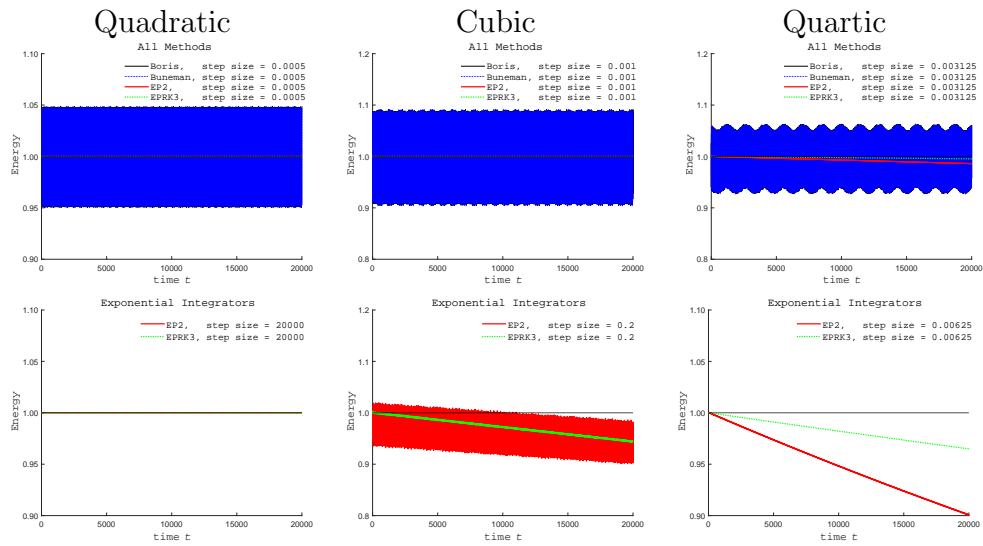 Quadratic
All Methods
Boris, step size = 0.0005
Buneman, step size = 0.0005
EP2, step size = 0.0005
EPRK3, step size = 0.0005
1.10
1.05
1.00
0.95
0.90
Energy
0 5000 10000 15000 20000
time t
Cubic
All Methods
Boris, step size = 0.001
Buneman, step size = 0.001
EP2, step size = 0.001
EPRK3, step size = 0.001
1.2
1.1
1.00
0.9
0.8
Energy
0 5000 10000 15000 20000
time t
Quartic
All Methods
Boris, step size = 0.003125
Buneman, step size = 0.003125
EP2, step size = 0.003125
EPRK3, step size = 0.003125
1.2
1.1
1.00
0.9
0.8
Energy
0 5000 10000 15000 20000
time t
Exponential Integrators
EP2, step size = 20000
EPRK3, step size = 20000
1.10
1.05
1.00
0.95
0.90
Energy
0 5000 10000 15000 20000
time t
Exponential Integrators
EP2, step size = 0.2
EPRK3, step size = 0.2
1.2
1.1
1.00
0.9
0.8
Energy
0 5000 10000 15000 20000
time t
Exponential Integrators
EP2, step size = 0.00625
EPRK3, step size = 0.00625
1.10
1.05
1.00
0.95
0.90
Energy
0 5000 10000 15000 20000
time t